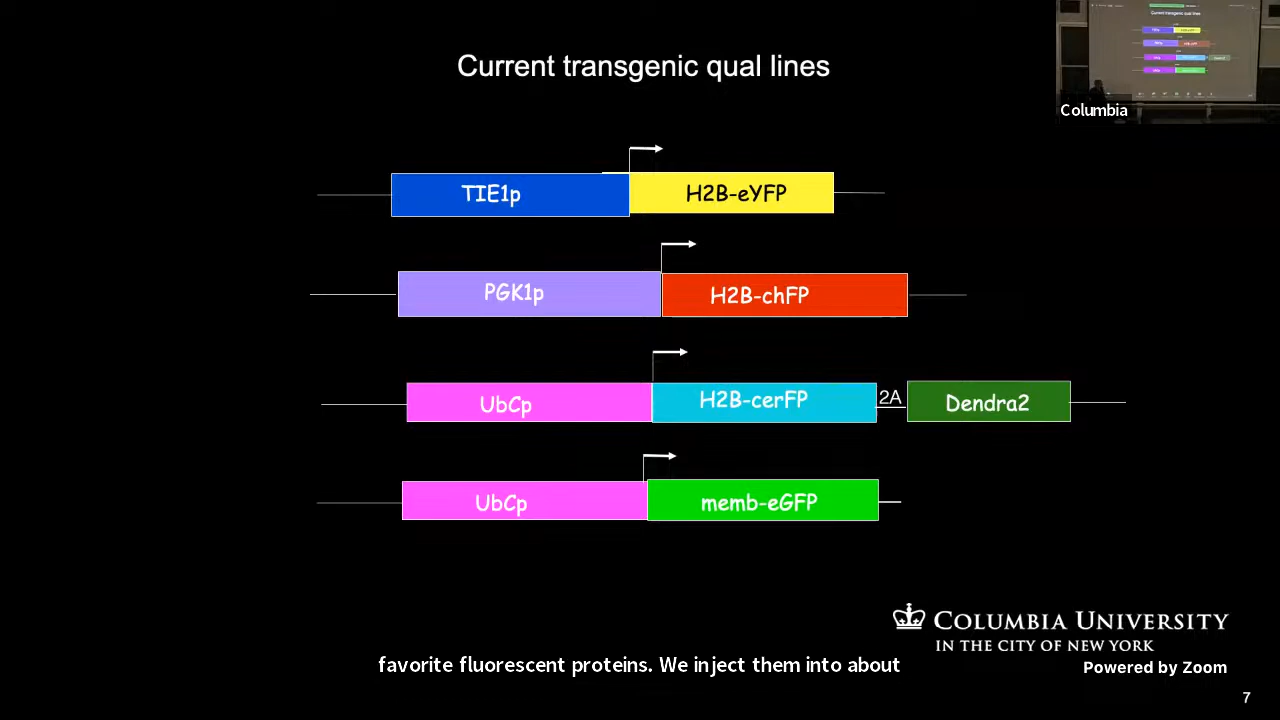 Current transgenic qual lines
Columbia
TIE1p
H2B-eYFP
PGK1p
H2B-chFP
UbCp
H2B-cerFP
2A
Dendra2
UbCp
memb-eGFP
COLUMBIA UNIVERSITY
IN THE CITY OF NEW YORK
favorite fluorescent proteins. We inject them into about
Powered by Zoom
7